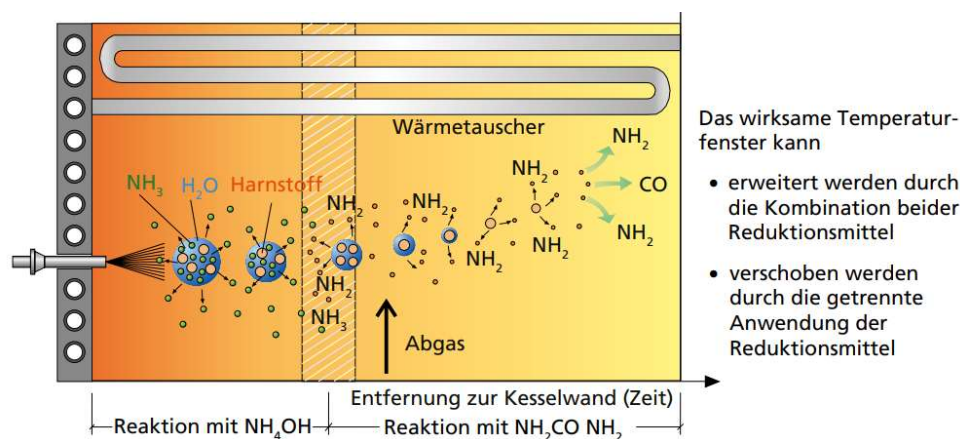 Wärmetauscher
NH₃
H₂O
Harnstoff
NH₂
NH₂
NH₂
NH₂
NH₂
CO
NH₂
NH₂
NH₂
NH₂
NH₃
Abgas
Entfernung zur Kesselwand (Zeit)
Reaktion mit NH₄OH
Reaktion mit NH₂CO NH₂
Das wirksame Temperatur-
fenster kann
• erweitert werden durch
die Kombination beider
Reduktionsmittel
• verschoben werden
durch die getrennte
Anwendung der
Reduktionsmittel